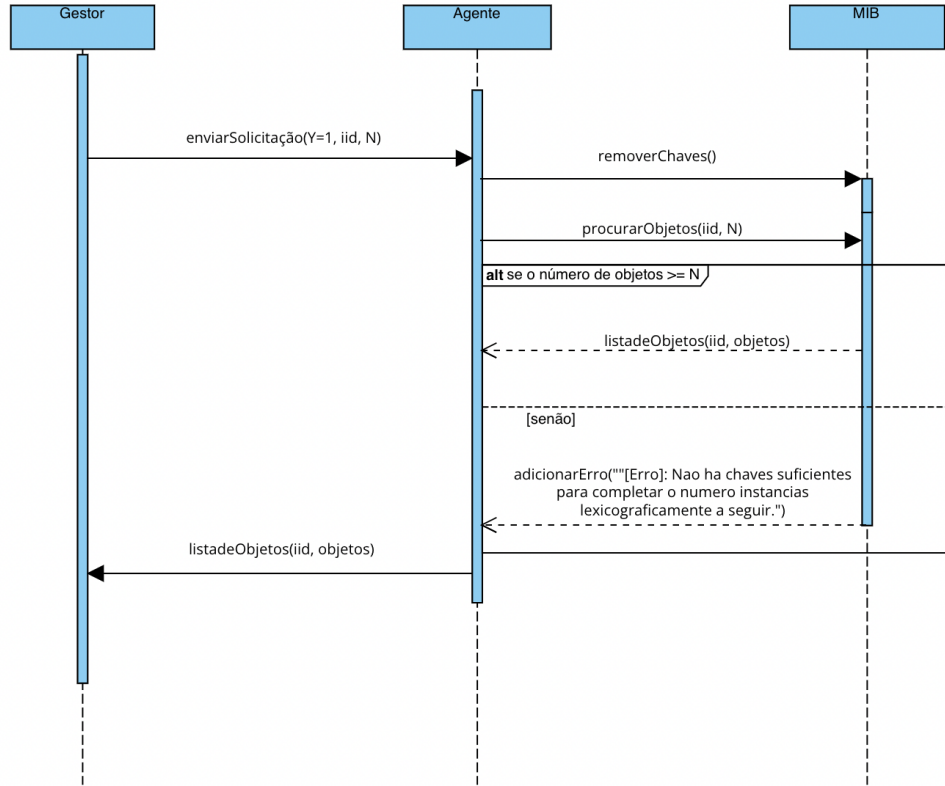 Gestor
Agente
MIB
enviarSolicitação(Y=1, iid, N)
removerChaves()
procurarObjetos(iid, N)
alt se o número de objetos >= N
listadeObjetos(iid, objetos)
[senão]
adicionarErro(""[Erro]: Nao ha chaves suficientes
para completar o numero instancias
lexicograficamente a seguir.")
listadeObjetos(iid, objetos)